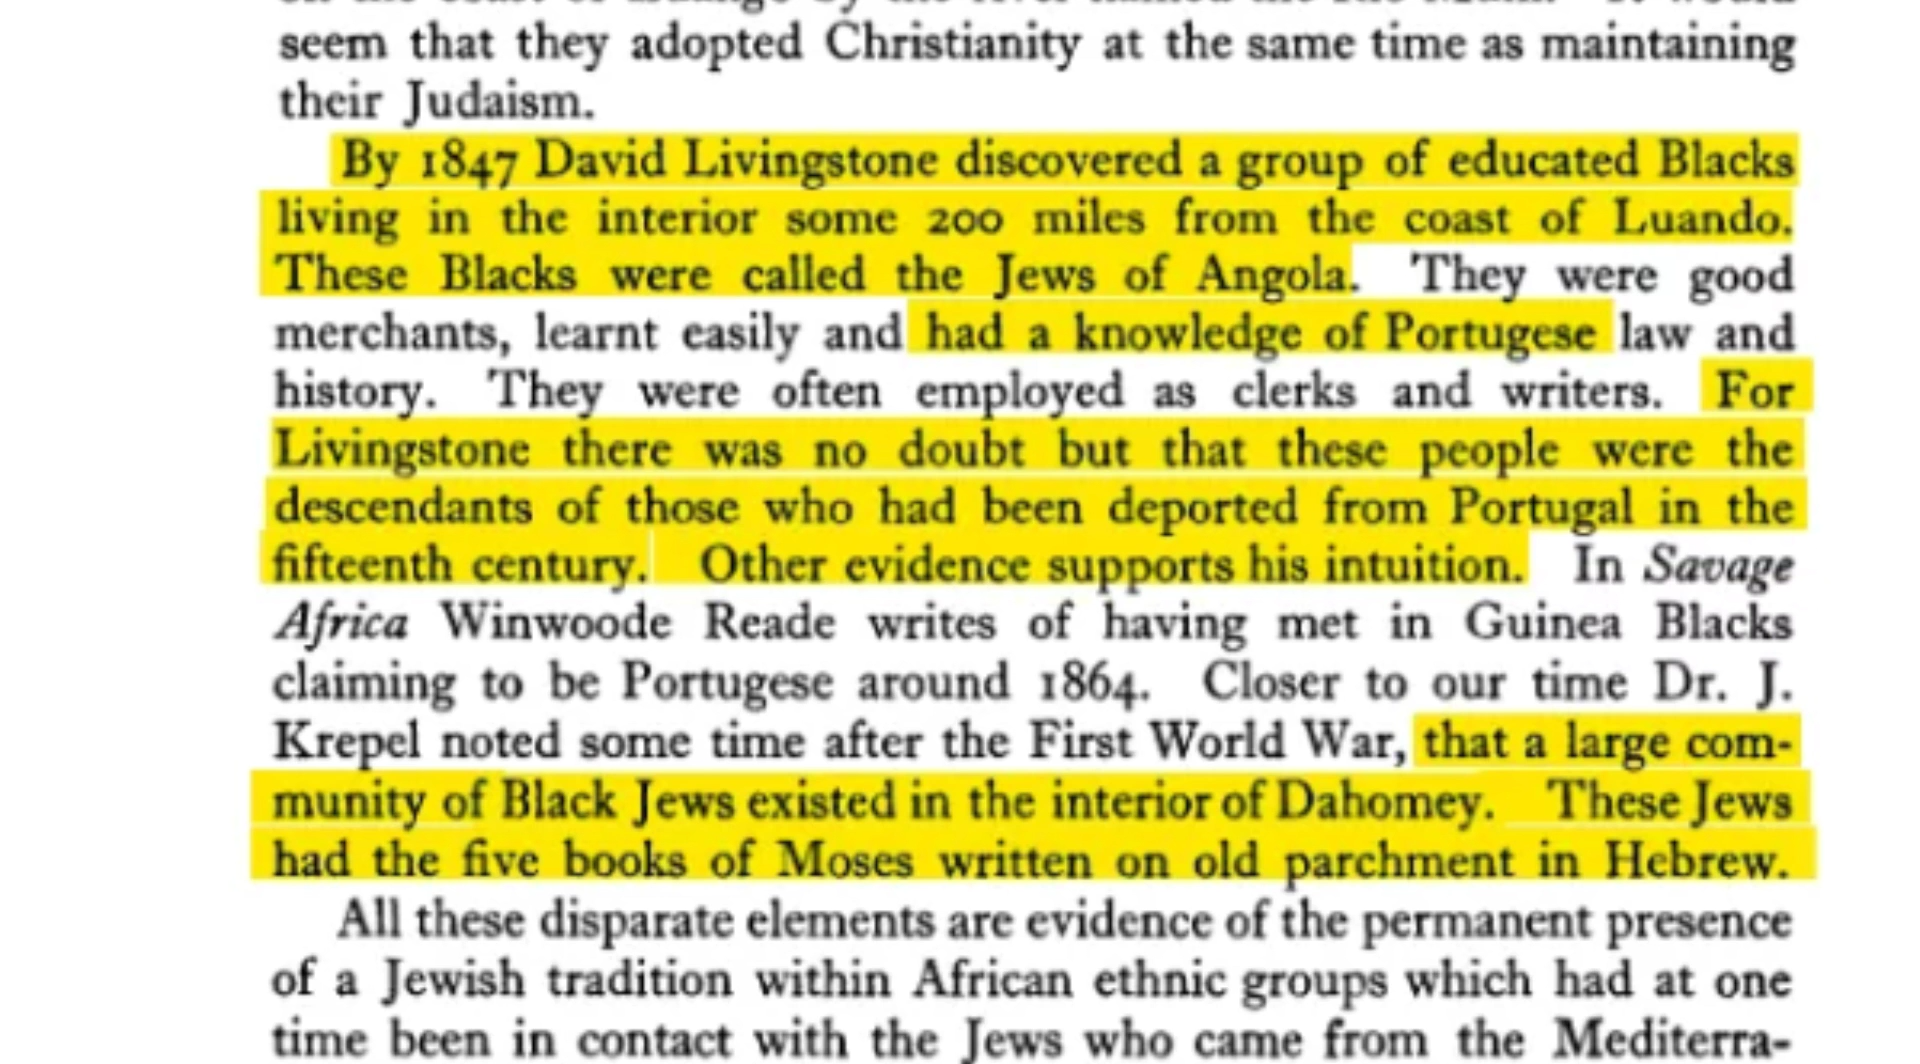 seem that they adopted Christianity at the same time as maintaining
their Judaism.
By 1847 David Livingstone discovered a group of educated Blacks
living in the interior some 200 miles from the coast of Luando.
These Blacks were called the Jews of Angola. They were good
merchants, learnt easily and had a knowledge of Portugese law and
history. They were often employed as clerks and writers. For
Livingstone there was no doubt but that these people were the
descendants of those who had been deported from Portugal in the
fifteenth century. Other evidence supports his intuition. In Savage
Africa Winwoode Reade writes of having met in Guinea Blacks
claiming to be Portugese around 1864. Closer to our time Dr. J.
Krepel noted some time after the First World War, that a large com-
munity of Black Jews existed in the interior of Dahomey. These Jews
had the five books of Moses written on old parchment in Hebrew.
All these disparate elements are evidence of the permanent presence
of a Jewish tradition within African ethnic groups which had at one
time been in contact with the Jews who came from the Mediterra-